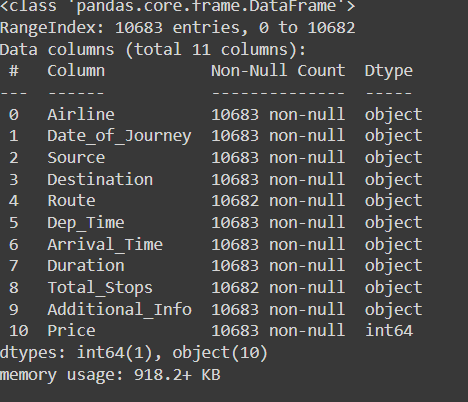 <class 'pandas.core.frame.DataFrame'>
RangeIndex: 10683 entries, 0 to 10682
Data columns (total 11 columns):
 #   Column           Non-Null Count  Dtype
---  ------           --------------  -----
 0   Airline          10683 non-null  object
 1   Date_of_Journey  10683 non-null  object
 2   Source           10683 non-null  object
 3   Destination      10683 non-null  object
 4   Route            10682 non-null  object
 5   Dep_Time         10683 non-null  object
 6   Arrival_Time     10683 non-null  object
 7   Duration         10683 non-null  object
 8   Total_Stops      10682 non-null  object
 9   Additional_Info  10683 non-null  object
 10  Price            10683 non-null  int64
dtypes: int64(1), object(10)
memory usage: 918.2+ KB